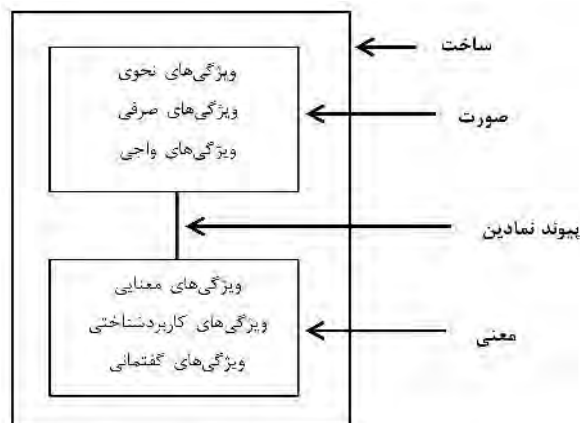 ساخت
ویژگی‌های نحوی
ویژگی‌های صرفی
ویژگی‌های واجی
صورت
پیوند نمادین
ویژگی‌های معنایی
ویژگی‌های کاربردشناختی
ویژگی‌های گفتمانی
معنی